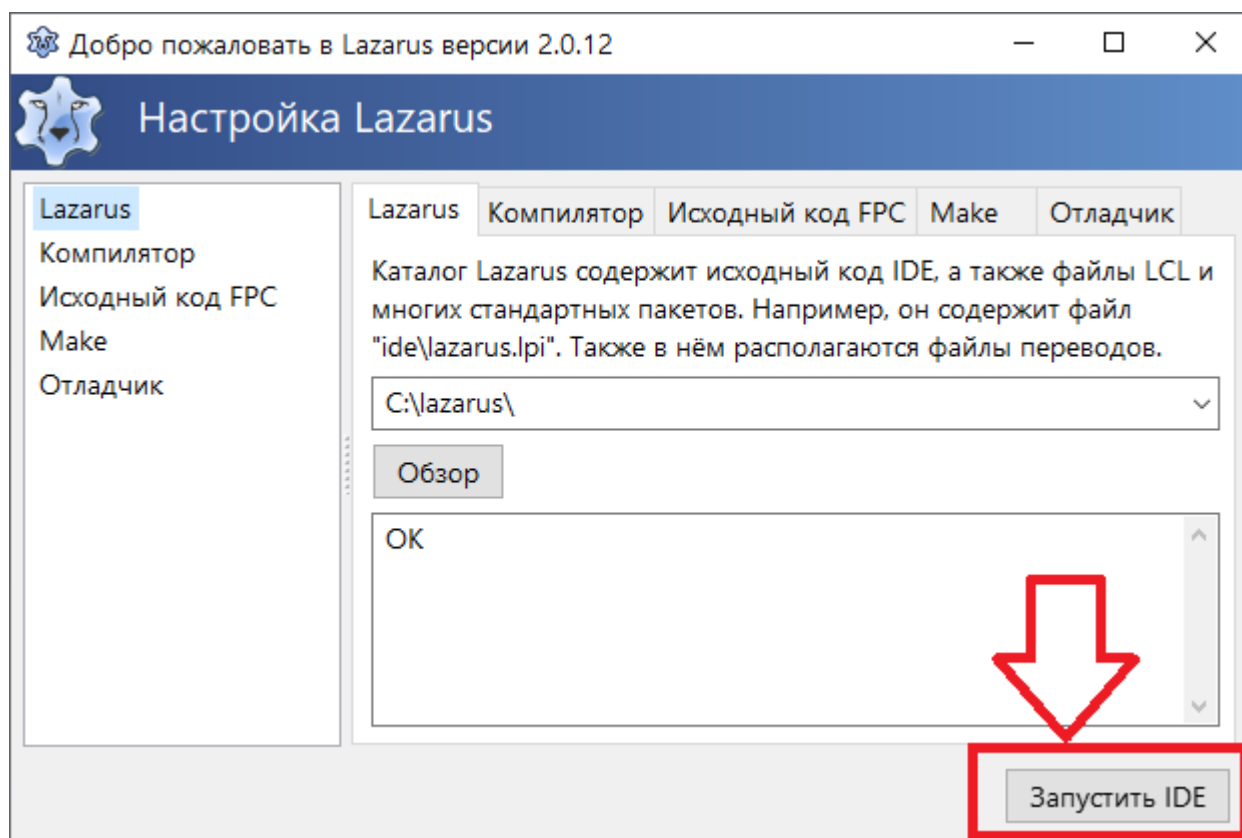 Добро пожаловать в Lazarus версии 2.0.12
Настройка Lazarus
Lazarus
Компилятор
Исходный код FPC
Make
Отладчик
Lazarus Компилятор Исходный код FPC Make Отладчик
Каталог Lazarus содержит исходный код IDE, а также файлы LCL и
многих стандартных пакетов. Например, он содержит файл
"ide\lazarus.lpi". Также в нём располагаются файлы переводов.
C:\lazarus\
Обзор
OK
Запустить IDE